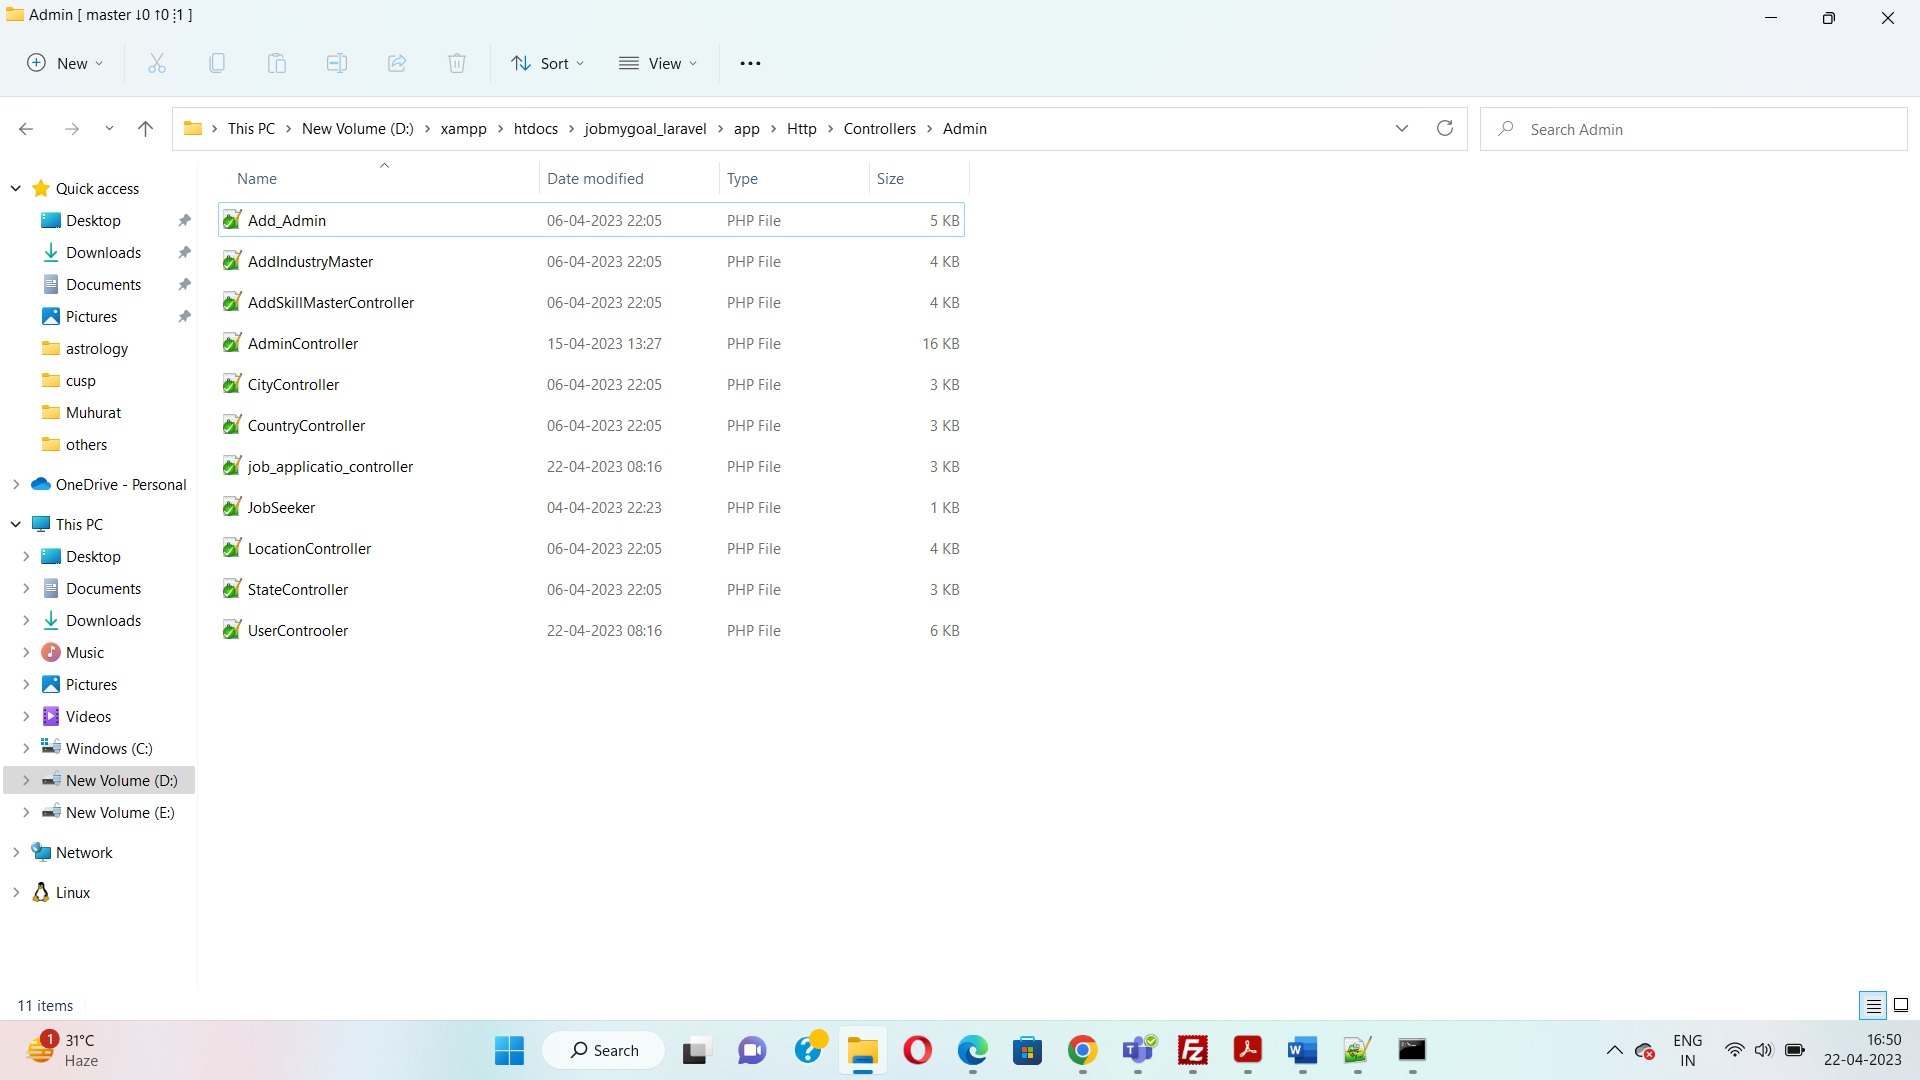 Admin [ master ↓0 ↑0 ⁝1 ]
New
Sort
View
This PC > New Volume (D:) > xampp > htdocs > jobmygoal_laravel > app > Http > Controllers > Admin
Search Admin
Name Date modified Type Size
Quick access
Desktop
Downloads
Documents
Pictures
astrology
cusp
Muhurat
others
OneDrive - Personal
This PC
Desktop
Documents
Downloads
Music
Pictures
Videos
Windows (C:)
New Volume (D:)
New Volume (E:)
Network
Linux
Add_Admin 06-04-2023 22:05 PHP File 5 KB
AddIndustryMaster 06-04-2023 22:05 PHP File 4 KB
AddSkillMasterController 06-04-2023 22:05 PHP File 4 KB
AdminController 15-04-2023 13:27 PHP File 16 KB
CityController 06-04-2023 22:05 PHP File 3 KB
CountryController 06-04-2023 22:05 PHP File 3 KB
job_applicatio_controller 22-04-2023 08:16 PHP File 3 KB
JobSeeker 04-04-2023 22:23 PHP File 1 KB
LocationController 06-04-2023 22:05 PHP File 4 KB
StateController 06-04-2023 22:05 PHP File 3 KB
UserControoler 22-04-2023 08:16 PHP File 6 KB
11 items
1
31°C
Haze
Search
ENG
IN
16:50
22-04-2023